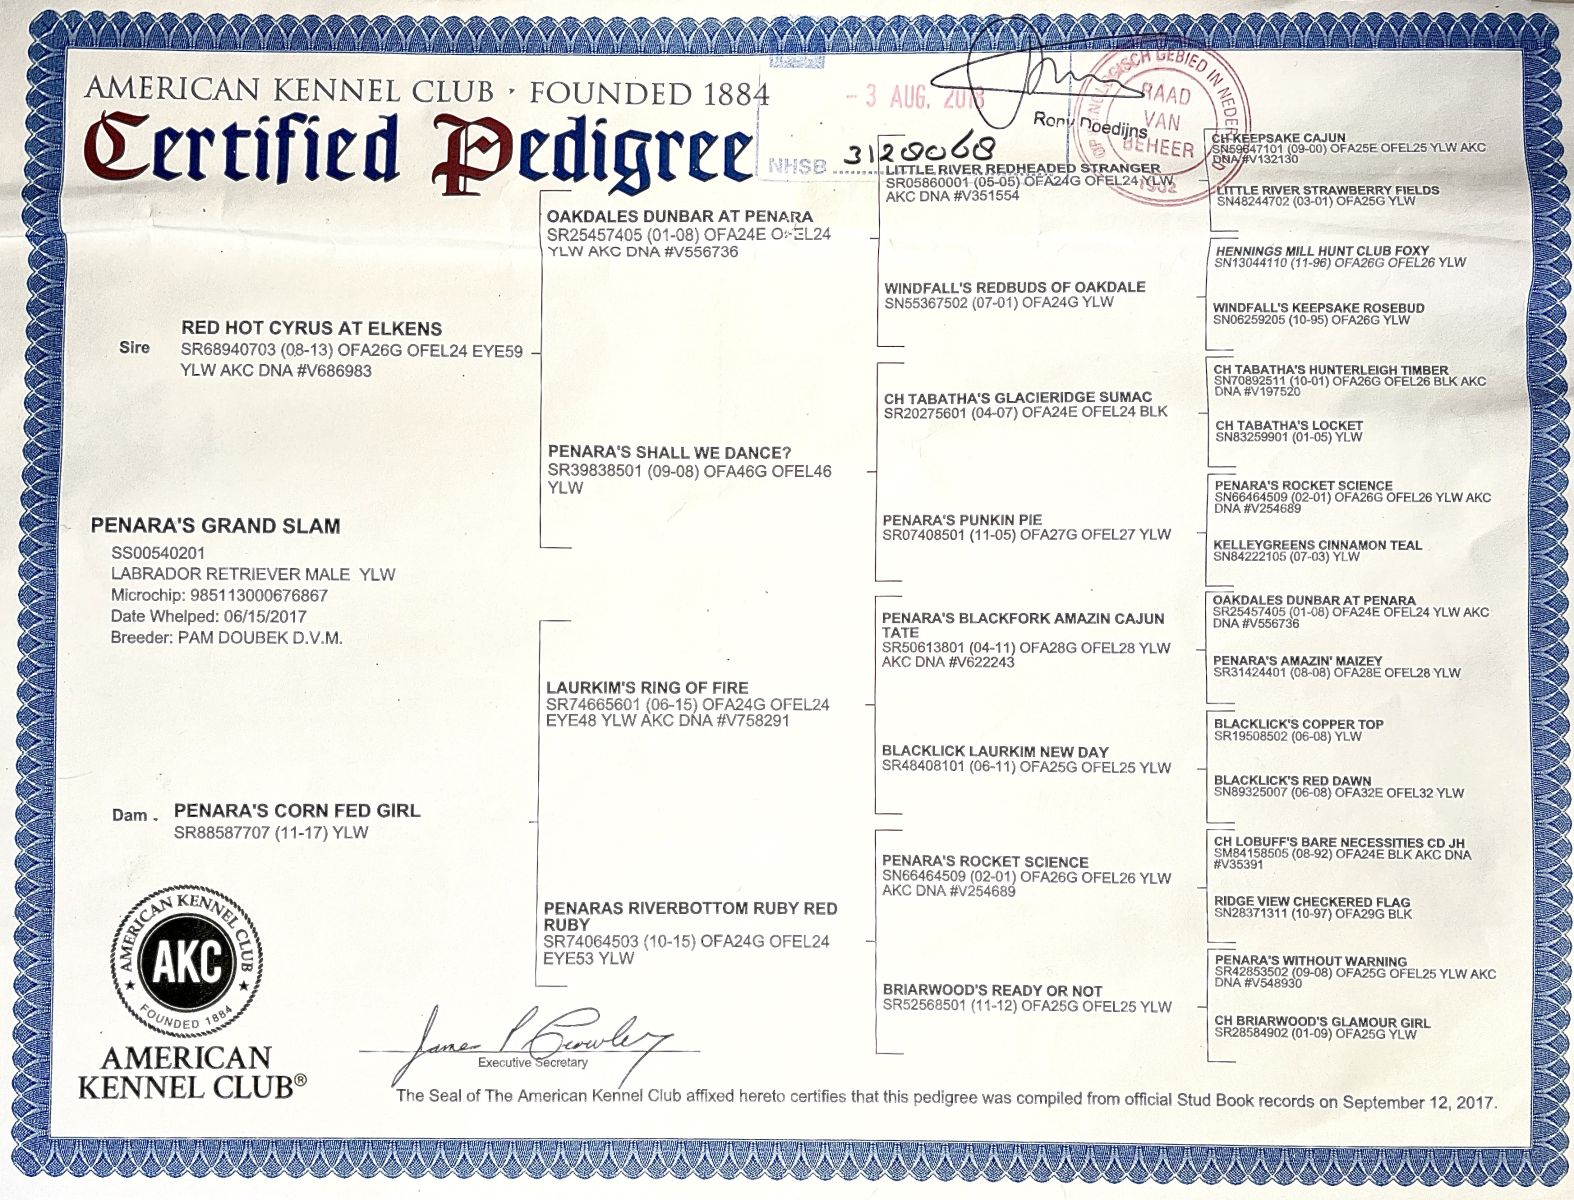 AMERICAN KENNEL CLUB · FOUNDED 1884
Certified Pedigree
- 3 AUG. 2018
NHSB 3128068
Rony Doedijns
RAAD
VAN
BEHEER
1902
OP
GEBIED IN NEDER
Sire
RED HOT CYRUS AT ELKENS
SR68940703 (08-13) OFA26G OFEL24 EYE59
YLW AKC DNA #V686983
PENARA'S GRAND SLAM
SS00540201
LABRADOR RETRIEVER MALE YLW
Microchip: 985113000676867
Date Whelped: 06/15/2017
Breeder: PAM DOUBEK D.V.M.
Dam
PENARA'S CORN FED GIRL
SR88587707 (11-17) YLW
OAKDALES DUNBAR AT PENARA
SR25457405 (01-08) OFA24E OFEL24
YLW AKC DNA #V556736
PENARA'S SHALL WE DANCE?
SR39838501 (09-08) OFA46G OFEL46
YLW
LAURKIM'S RING OF FIRE
SR74665601 (06-15) OFA24G OFEL24
EYE48 YLW AKC DNA #V758291
PENARAS RIVERBOTTOM RUBY RED
RUBY
SR74064503 (10-15) OFA24G OFEL24
EYE53 YLW
LITTLE RIVER REDHEADED STRANGER
SR05860001 (05-05) OFA24G OFEL24 YLW
AKC DNA #V351554
WINDFALL'S REDBUDS OF OAKDALE
SN55367502 (07-01) OFA24G YLW
CH TABATHA'S GLACIERIDGE SUMAC
SR20275601 (04-07) OFA24E OFEL24 BLK
PENARA'S PUNKIN PIE
SR07408501 (11-05) OFA27G OFEL27 YLW
PENARA'S BLACKFORK AMAZIN CAJUN
TATE
SR50613801 (04-11) OFA28G OFEL28 YLW
AKC DNA #V622243
BLACKLICK LAURKIM NEW DAY
SR48408101 (06-11) OFA25G OFEL25 YLW
PENARA'S ROCKET SCIENCE
SN66464509 (02-01) OFA26G OFEL26 YLW
AKC DNA #V254689
BRIARWOOD'S READY OR NOT
SR52568501 (11-12) OFA25G OFEL25 YLW
CH KEEPSAKE CAJUN
SN59647101 (09-00) OFA25E OFEL25 YLW AKC
DNA #V132130
LITTLE RIVER STRAWBERRY FIELDS
SN48244702 (03-01) OFA25G YLW
HENNINGS MILL HUNT CLUB FOXY
SN13044110 (11-96) OFA26G OFEL26 YLW
WINDFALL'S KEEPSAKE ROSEBUD
SN06259205 (10-95) OFA26G YLW
CH TABATHA'S HUNTERLEIGH TIMBER
SN70892511 (10-01) OFA26G OFEL26 BLK AKC
DNA #V197520
CH TABATHA'S LOCKET
SN83259901 (01-05) YLW
PENARA'S ROCKET SCIENCE
SN66464509 (02-01) OFA26G OFEL26 YLW AKC
DNA #V254689
KELLEYGREENS CINNAMON TEAL
SN84222105 (07-03) YLW
OAKDALES DUNBAR AT PENARA
SR25457405 (01-08) OFA24E OFEL24 YLW AKC
DNA #V556736
PENARA'S AMAZIN' MAIZEY
SR31424401 (08-08) OFA28E OFEL28 YLW
BLACKLICK'S COPPER TOP
SR19508502 (06-08) YLW
BLACKLICK'S RED DAWN
SN89325007 (06-08) OFA32E OFEL32 YLW
CH LOBUFF'S BARE NECESSITIES CD JH
SM84158505 (08-92) OFA24E BLK AKC DNA
#V35391
RIDGE VIEW CHECKERED FLAG
SN28371311 (10-97) OFA29G BLK
PENARA'S WITHOUT WARNING
SR42853502 (09-08) OFA25G OFEL25 YLW AKC
DNA #V548930
CH BRIARWOOD'S GLAMOUR GIRL
SR28584902 (01-09) OFA25G YLW
AMERICAN KENNEL CLUB
AKC
FOUNDED 1884
AMERICAN
KENNEL CLUB®
James P Crowley
Executive Secretary
The Seal of The American Kennel Club affixed hereto certifies that this pedigree was compiled from official Stud Book records on September 12, 2017.